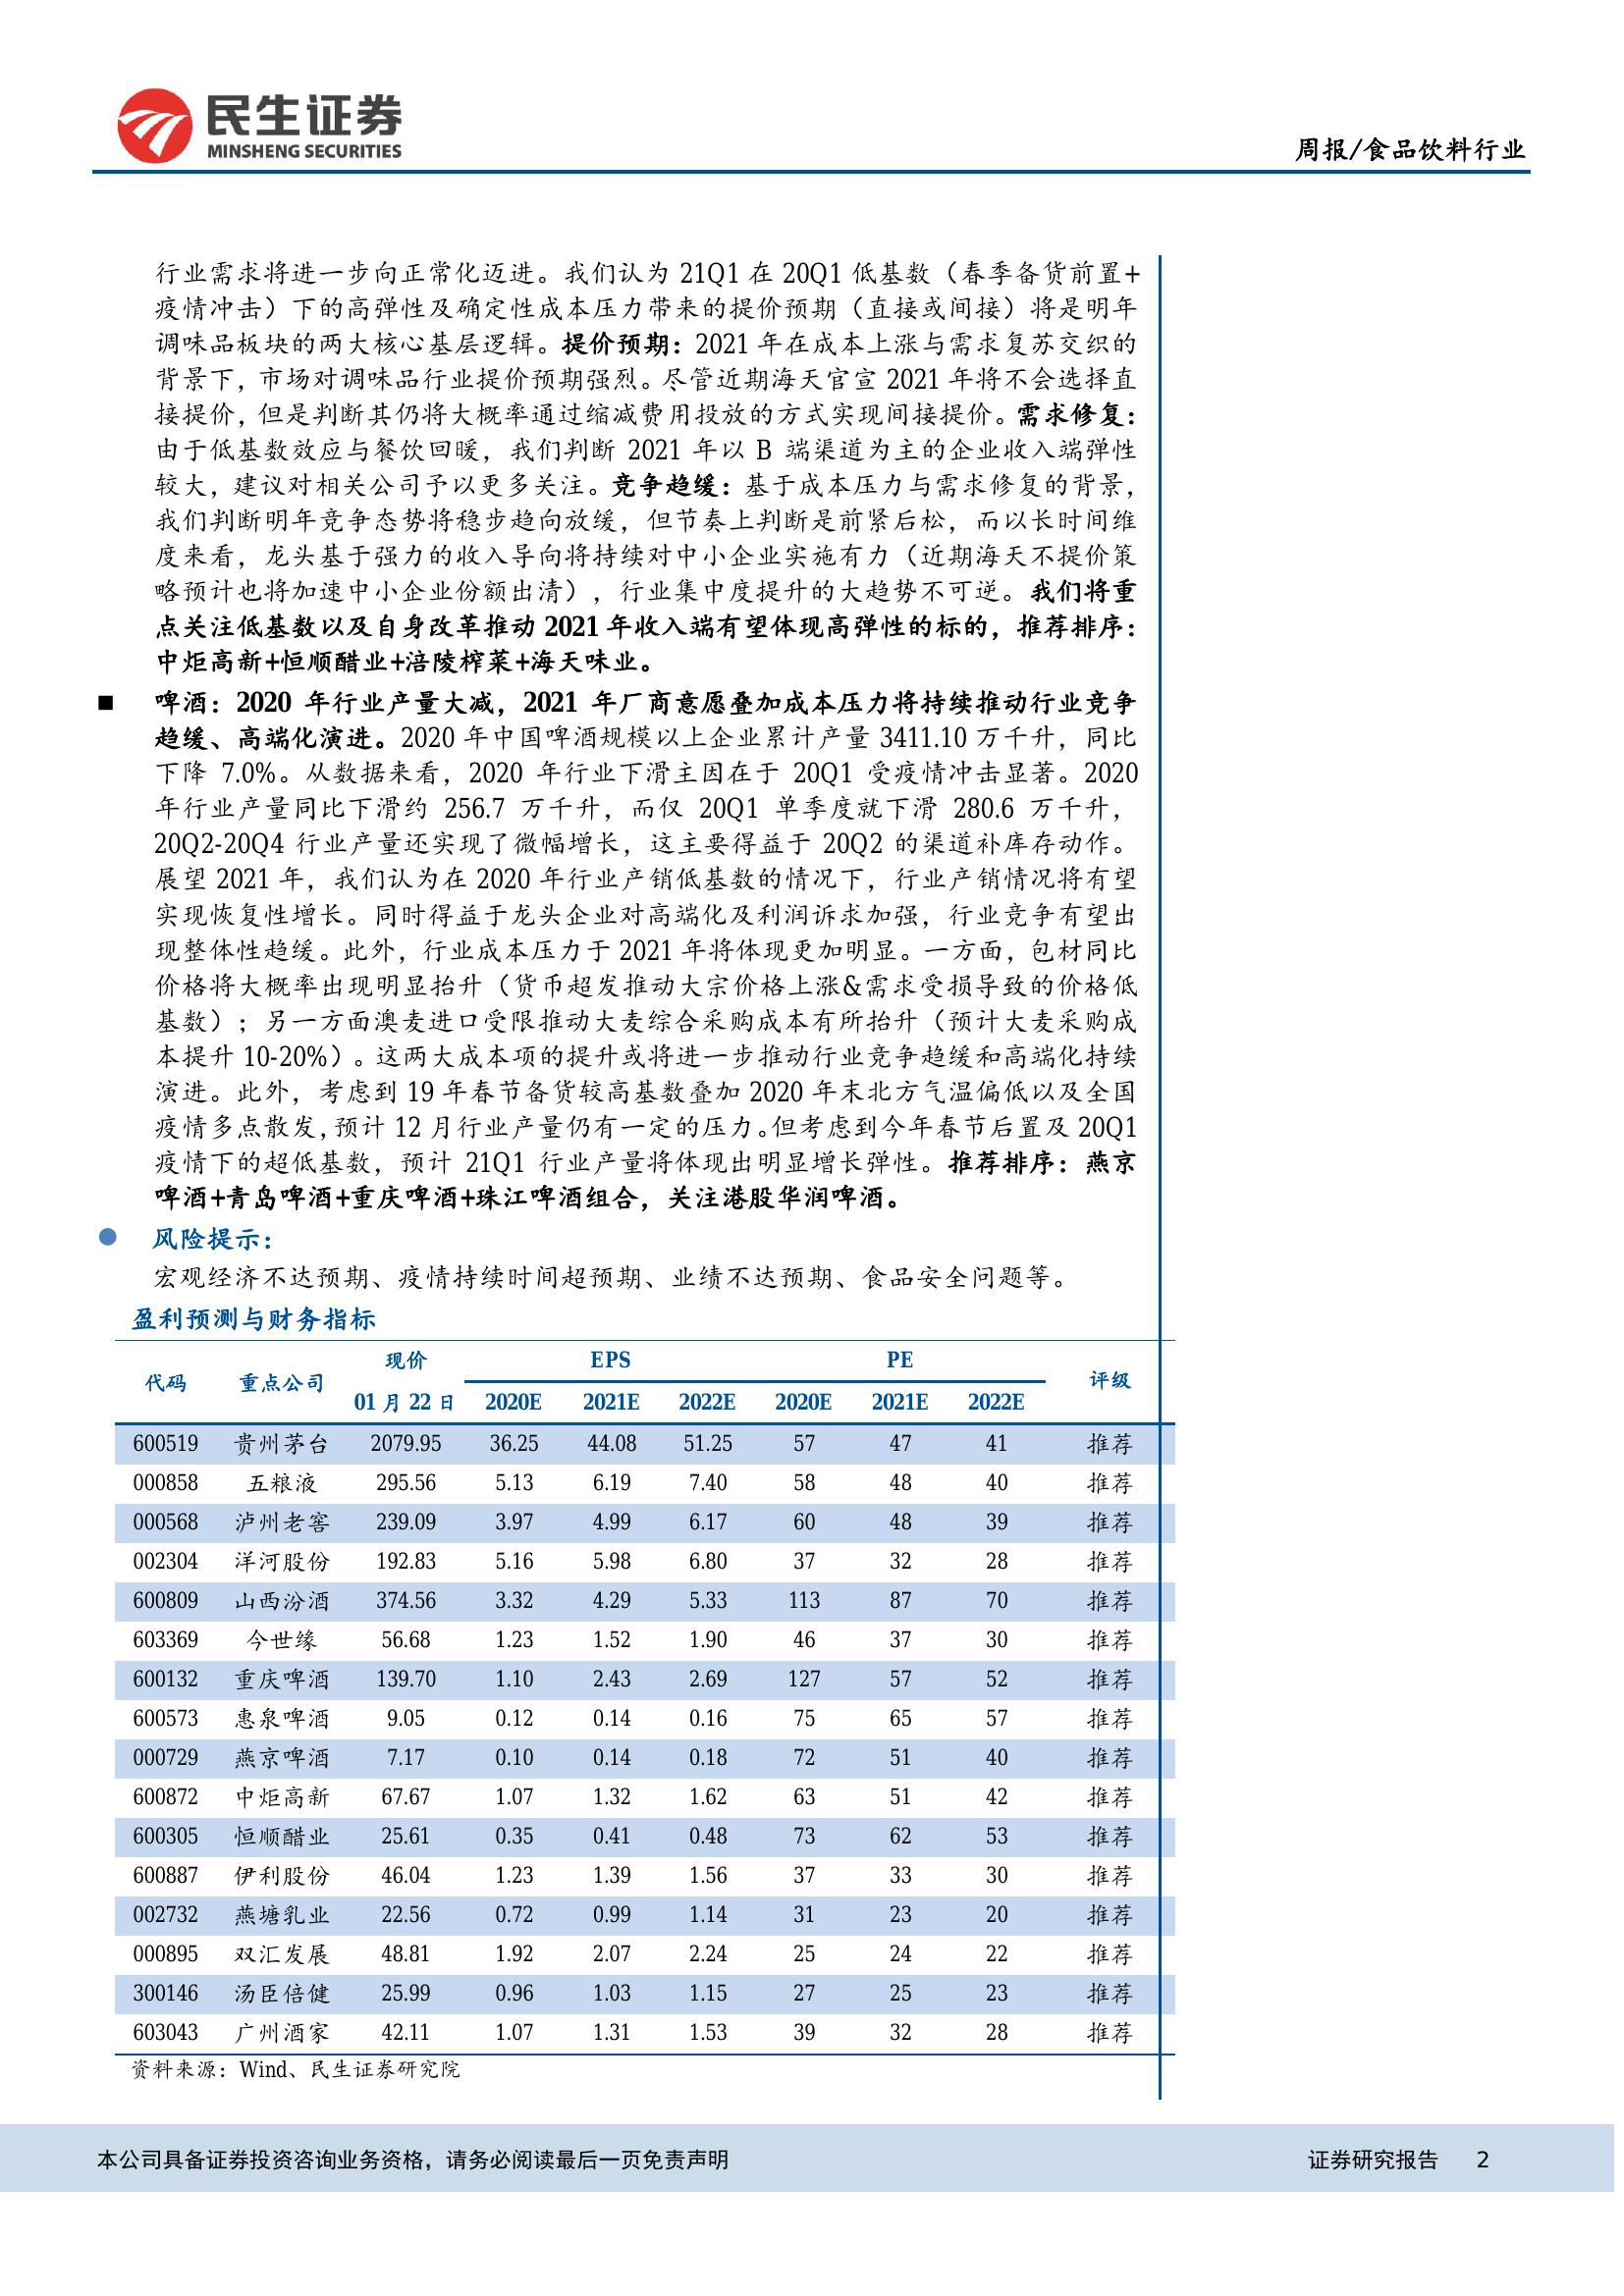 民生证券
MINSHENG SECURITIES
周报/食品饮料行业
行业需求将进一步向正常化迈进。我们认为 21Q1 在 20Q1 低基数（春季备货前置+
疫情冲击）下的高弹性及确定性成本压力带来的提价预期（直接或间接）将是明年
调味品板块的两大核心基层逻辑。提价预期：2021 年在成本上涨与需求复苏交织的
背景下，市场对调味品行业提价预期强烈。尽管近期海天官宣 2021 年将不会选择直
接提价，但是判断其仍将大概率通过缩减费用投放的方式实现间接提价。需求修复：
由于低基数效应与餐饮回暖，我们判断 2021 年以 B 端渠道为主的企业收入端弹性
较大，建议对相关公司予以更多关注。竞争趋缓：基于成本压力与需求修复的背景，
我们判断明年竞争态势将稳步趋向放缓，但节奏上判断是前紧后松，而以长时间维
度来看，龙头基于强力的收入导向将持续对中小企业实施有力（近期海天不提价策
略预计也将加速中小企业份额出清），行业集中度提升的大趋势不可逆。我们将重
点关注低基数以及自身改革推动 2021 年收入端有望体现高弹性的标的，推荐排序：
中炬高新+恒顺醋业+涪陵榨菜+海天味业。
■ 啤酒：2020 年行业产量大减，2021 年厂商意愿叠加成本压力将持续推动行业竞争
趋缓、高端化演进。2020 年中国啤酒规模以上企业累计产量 3411.10 万千升，同比
下降 7.0%。从数据来看，2020 年行业下滑主因在于 20Q1 受疫情冲击显著。2020
年行业产量同比下滑约 256.7 万千升，而仅 20Q1 单季度就下滑 280.6 万千升，
20Q2-20Q4 行业产量还实现了微幅增长，这主要得益于 20Q2 的渠道补库存动作。
展望 2021 年，我们认为在 2020 年行业产销低基数的情况下，行业产销情况将有望
实现恢复性增长。同时得益于龙头企业对高端化及利润诉求加强，行业竞争有望出
现整体性趋缓。此外，行业成本压力于 2021 年将体现更加明显。一方面，包材同比
价格将大概率出现明显抬升（货币超发推动大宗价格上涨&需求受损导致的价格低
基数）；另一方面澳麦进口受限推动大麦综合采购成本有所抬升（预计大麦采购成
本提升 10-20%）。这两大成本项的提升或将进一步推动行业竞争趋缓和高端化持续
演进。此外，考虑到 19 年春节备货较高基数叠加 2020 年末北方气温偏低以及全国
疫情多点散发，预计 12 月行业产量仍有一定的压力。但考虑到今年春节后置及 20Q1
疫情下的超低基数，预计 21Q1 行业产量将体现出明显增长弹性。推荐排序：燕京
啤酒+青岛啤酒+重庆啤酒+珠江啤酒组合，关注港股华润啤酒。
● 风险提示：
宏观经济不达预期、疫情持续时间超预期、业绩不达预期、食品安全问题等。
盈利预测与财务指标
代码 重点公司 现价 EPS PE 评级
01 月 22 日 2020E 2021E 2022E 2020E 2021E 2022E
600519 贵州茅台 2079.95 36.25 44.08 51.25 57 47 41 推荐
000858 五粮液 295.56 5.13 6.19 7.40 58 48 40 推荐
000568 泸州老窖 239.09 3.97 4.99 6.17 60 48 39 推荐
002304 洋河股份 192.83 5.16 5.98 6.80 37 32 28 推荐
600809 山西汾酒 374.56 3.32 4.29 5.33 113 87 70 推荐
603369 今世缘 56.68 1.23 1.52 1.90 46 37 30 推荐
600132 重庆啤酒 139.70 1.10 2.43 2.69 127 57 52 推荐
600573 惠泉啤酒 9.05 0.12 0.14 0.16 75 65 57 推荐
000729 燕京啤酒 7.17 0.10 0.14 0.18 72 51 40 推荐
600872 中炬高新 67.67 1.07 1.32 1.62 63 51 42 推荐
600305 恒顺醋业 25.61 0.35 0.41 0.48 73 62 53 推荐
600887 伊利股份 46.04 1.23 1.39 1.56 37 33 30 推荐
002732 燕塘乳业 22.56 0.72 0.99 1.14 31 23 20 推荐
000895 双汇发展 48.81 1.92 2.07 2.24 25 24 22 推荐
300146 汤臣倍健 25.99 0.96 1.03 1.15 27 25 23 推荐
603043 广州酒家 42.11 1.07 1.31 1.53 39 32 28 推荐
资料来源：Wind、民生证券研究院
本公司具备证券投资咨询业务资格，请务必阅读最后一页免责声明 证券研究报告 2